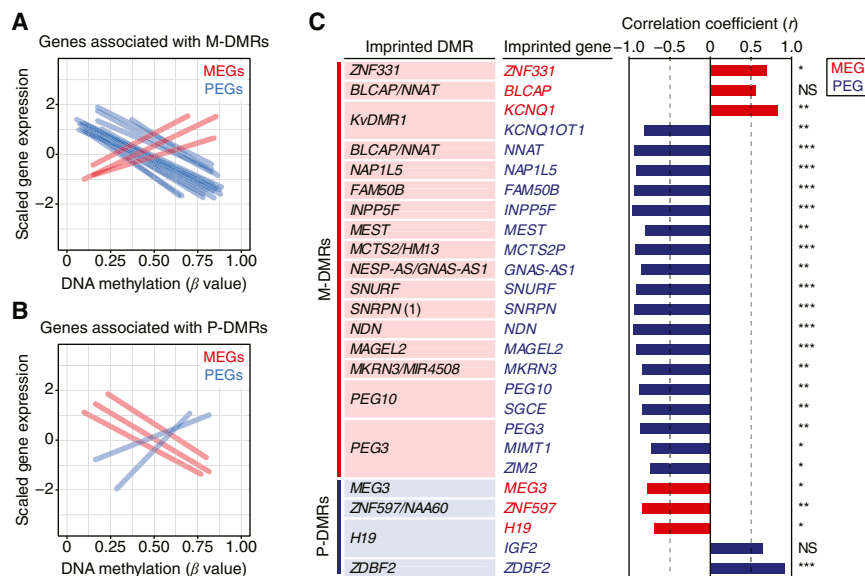 A
Genes associated with M-DMRs
MEGs
PEGs
Scaled gene expression
2
0
−2
0 0.25 0.50 0.75 1.00
DNA methylation (β value)
B
Genes associated with P-DMRs
MEGs
PEGs
Scaled gene expression
2
0
−2
0 0.25 0.50 0.75 1.00
DNA methylation (β value)
C
Correlation coefficient (r)
Imprinted DMR Imprinted gene −1.0 −0.5 0 0.5 1.0
MEG
PEG
M-DMRs
ZNF331 ZNF331 *
BLCAP/NNAT BLCAP NS
KvDMR1 KCNQ1 **
KCNQ1OT1 **
BLCAP/NNAT NNAT ***
NAP1L5 NAP1L5 ***
FAM50B FAM50B ***
INPP5F INPP5F ***
MEST MEST **
MCTS2/HM13 MCTS2P ***
NESP-AS/GNAS-AS1 GNAS-AS1 **
SNURF SNURF ***
SNRPN (1) SNRPN ***
NDN NDN ***
MAGEL2 MAGEL2 ***
MKRN3/MIR4508 MKRN3 **
PEG10 PEG10 **
SGCE **
PEG3 PEG3 **
MIMT1 *
ZIM2 *
P-DMRs
MEG3 MEG3 *
ZNF597/NAA60 ZNF597 **
H19 H19 *
IGF2 NS
ZDBF2 ZDBF2 ***